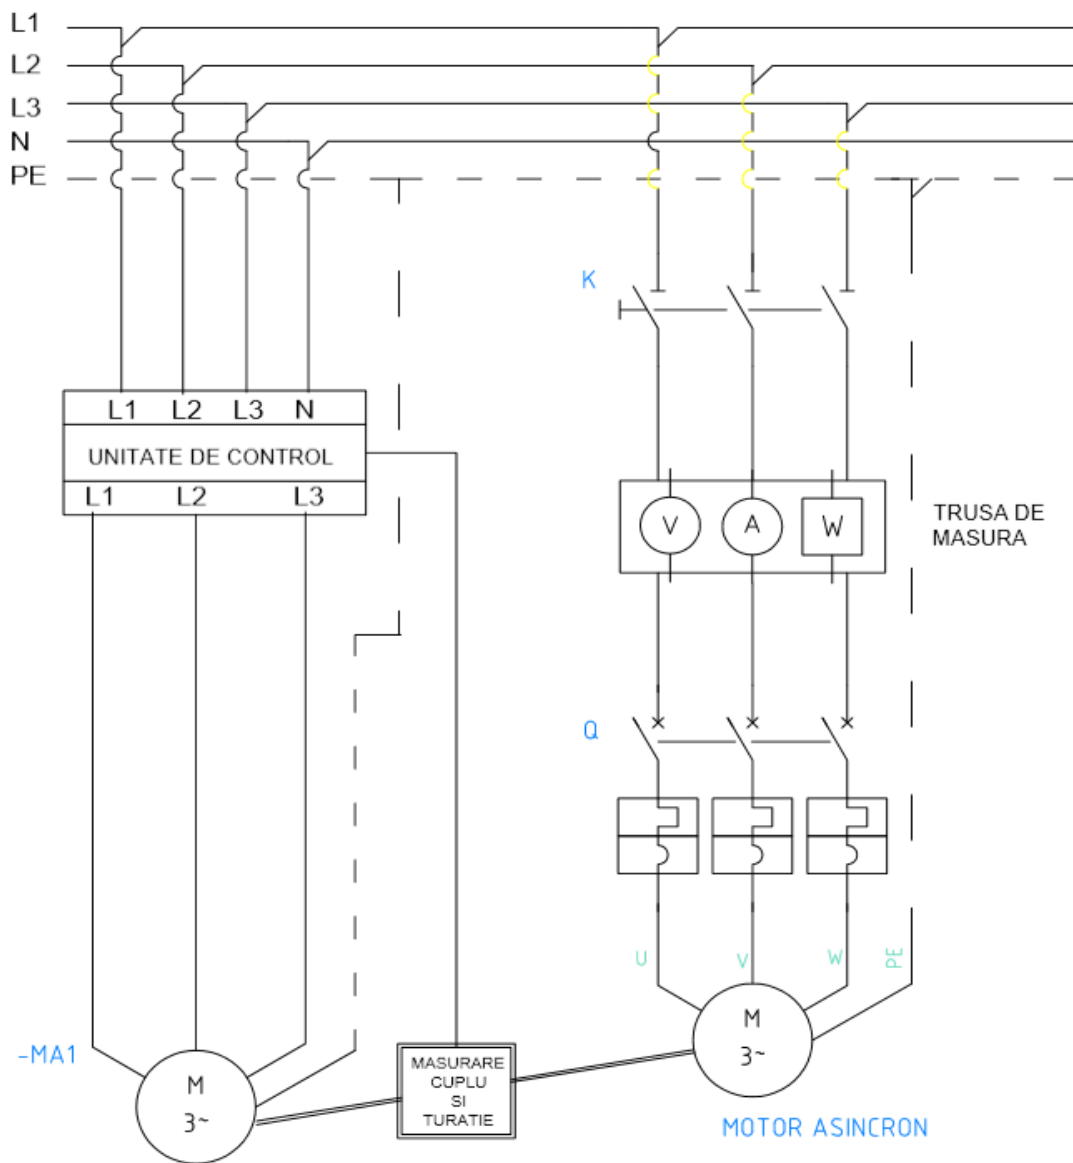 L1
L2
L3
N
PE
K
L1 L2 L3 N
UNITATE DE CONTROL
L1 L2 L3
V A W
TRUSA DE
MASURA
Q
U V W PE
-MA1
M
3~
MASURARE
CUPLU
SI
TURATIE
M
3~
MOTOR ASINCRON